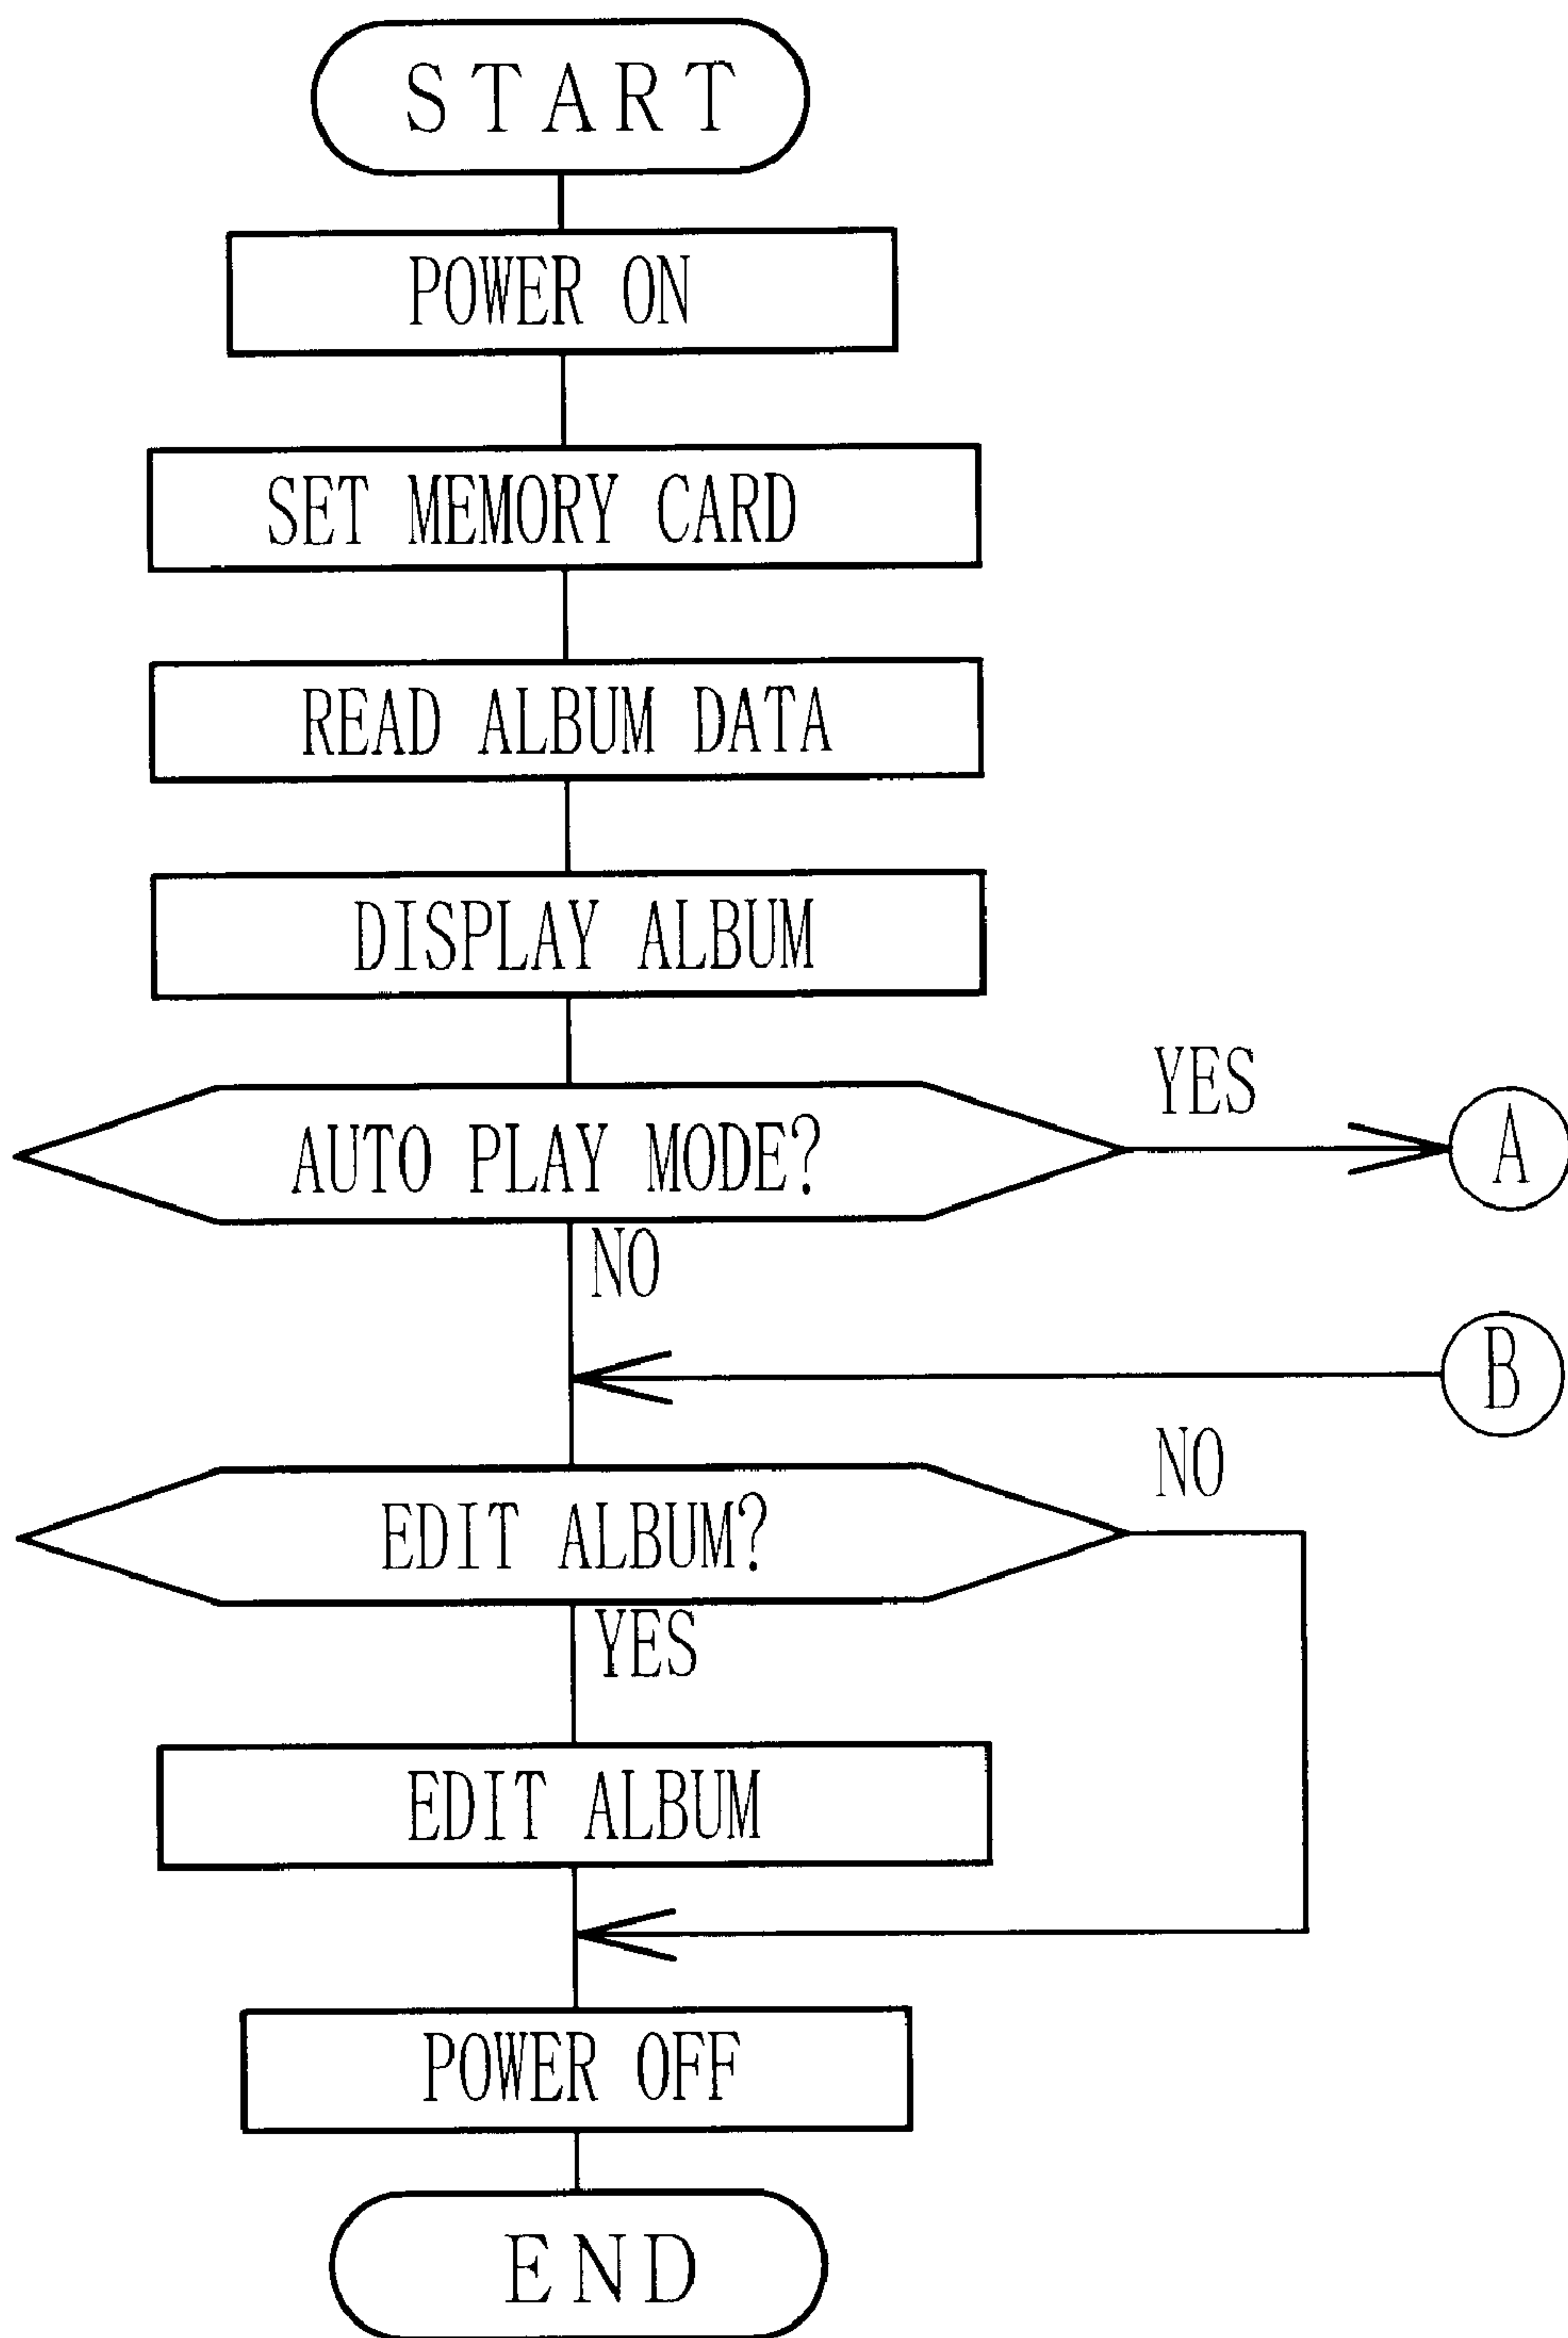 START
POWER ON
SET MEMORY CARD
READ ALBUM DATA
DISPLAY ALBUM
YES
AUTO PLAY MODE?
A
NO
B
NO
EDIT ALBUM?
YES
EDIT ALBUM
POWER OFF
END